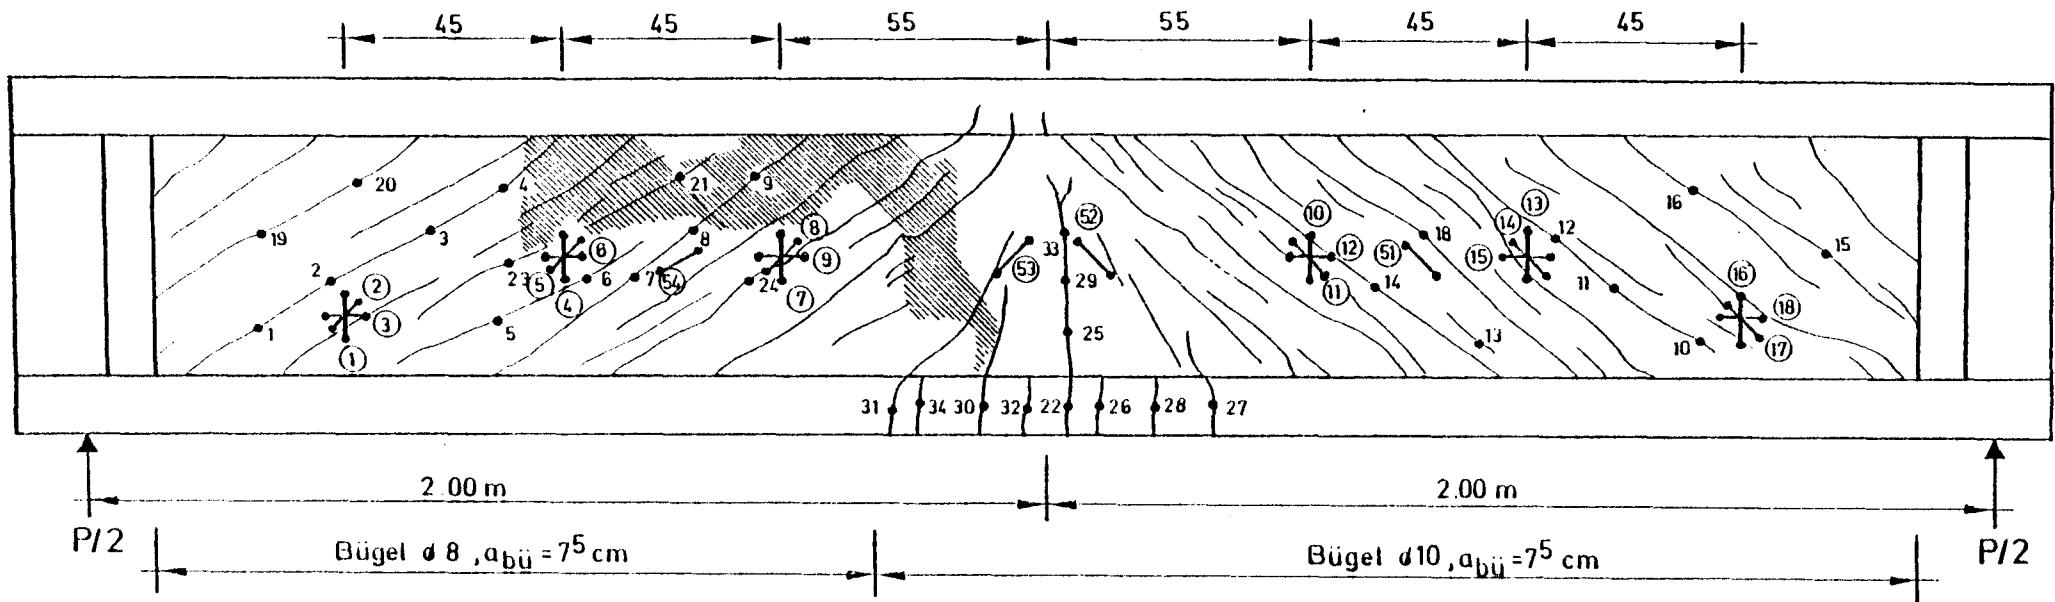 45 45 55 55 45 45
20 4 21 9
19 3 8 ⑥ ⑧ 33 ㊾ ⑩ 18 ⑬ 12 16
2 23 ⑤ ④ 6 7 54 24 ⑨ ⑦ 53 29 ⑫ 51 ⑭ ⑮ 11 15
② ③ ① 1 5 25 ⑪ 14 13 10 ⑯ ⑱ ⑰
31 34 30 32 22 26 28 27
2.00 m 2.00 m
P/2 P/2
Bügel ø 8 , abü = 7⁵ cm Bügel ø10 , abü = 7⁵ cm